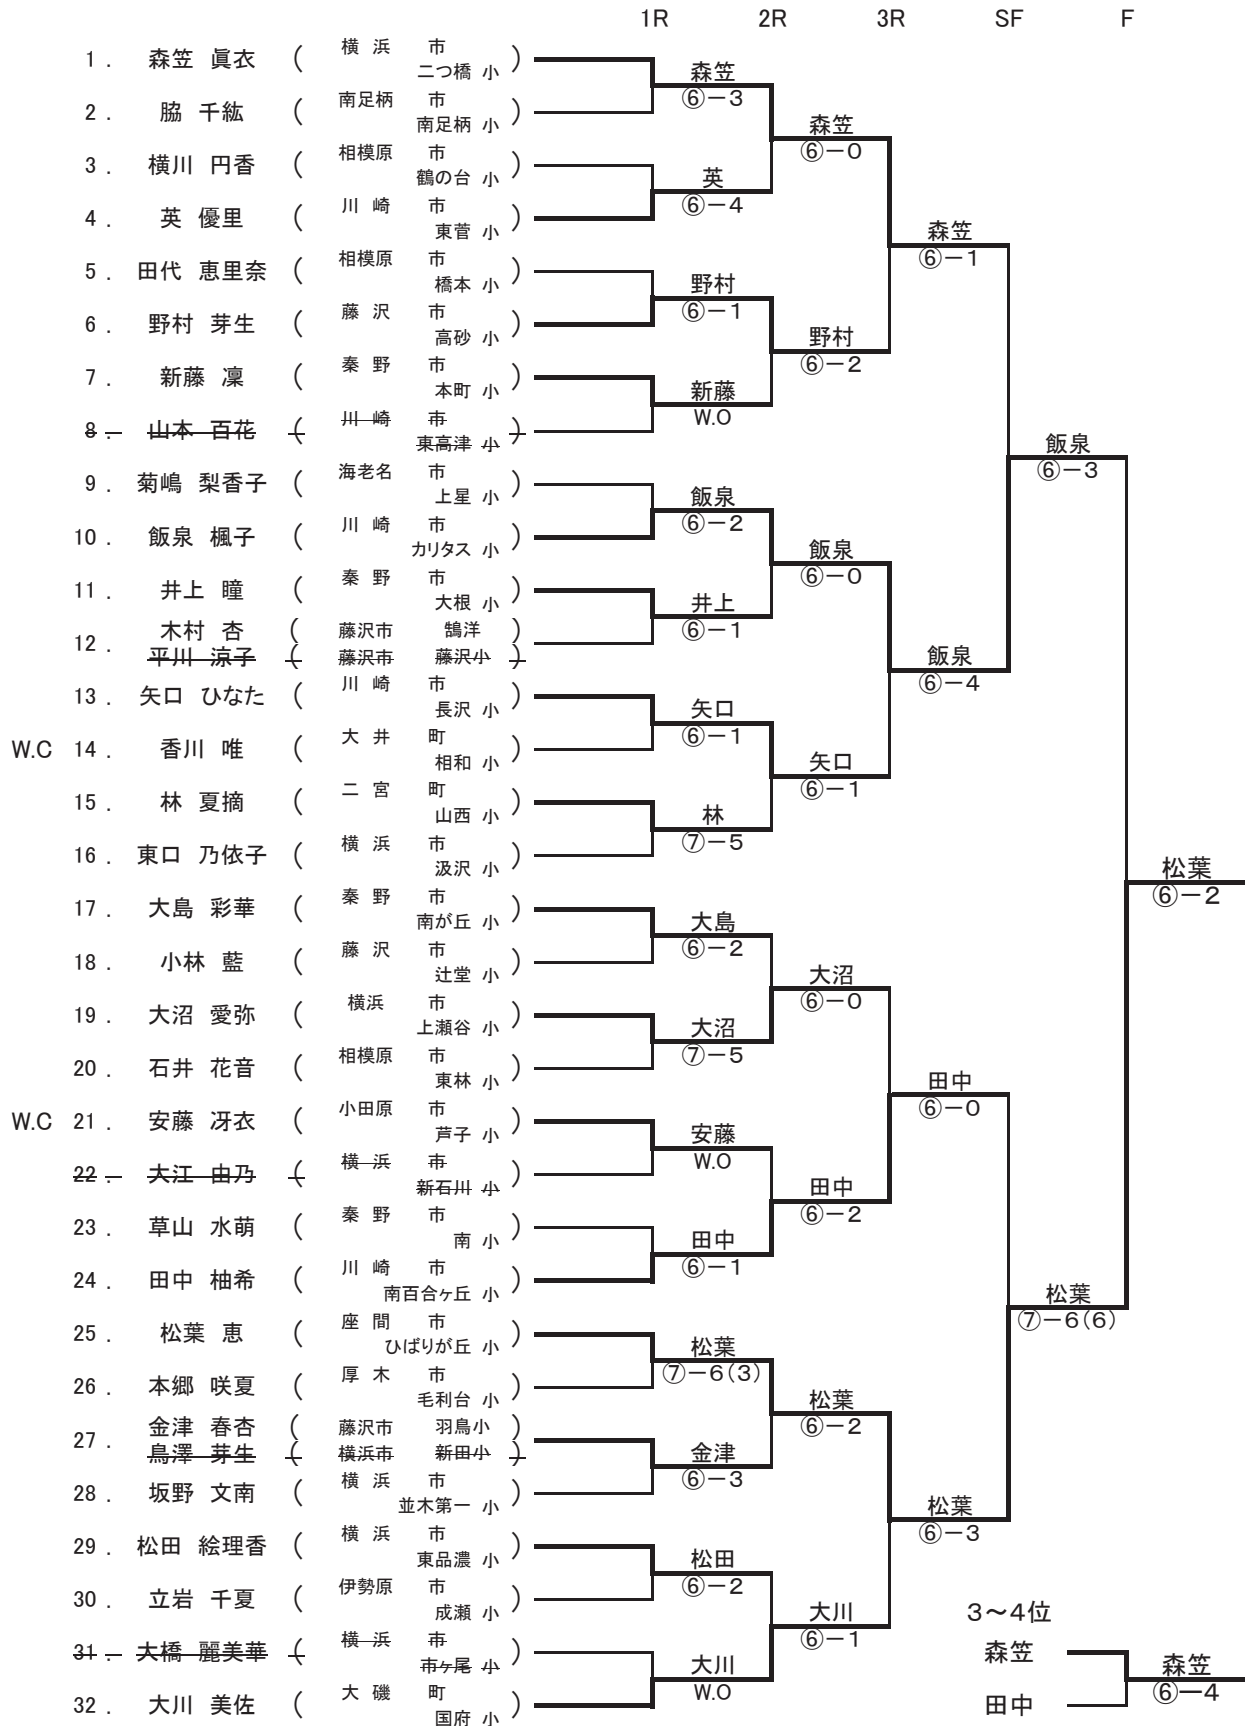 1R 2R 3R SF F
横 浜 市
1 . 森笠 眞衣 ( )
二つ橋 小
森笠
⑥−3
南足柄 市
2 . 脇 千紘 ( )
南足柄 小
森笠
⑥−0
相模原 市
3 . 横川 円香 ( )
鶴の台 小
英
⑥−4
川 崎 市
4 . 英 優里 ( )
東菅 小
森笠
⑥−1
相模原 市
5 . 田代 恵里奈 ( )
橋本 小
野村
⑥−1
藤 沢 市
6 . 野村 芽生 ( )
高砂 小
野村
⑥−2
秦 野 市
7 . 新藤 凜 ( )
本町 小
新藤
W.O
川 崎 市
8 . 山本 百花 ( )
東高津 小
飯泉
⑥−3
海老名 市
9 . 菊嶋 梨香子 ( )
上星 小
飯泉
⑥−2
川 崎 市
10 . 飯泉 楓子 ( )
カリタス 小
飯泉
⑥−0
秦 野 市
11 . 井上 瞳 ( )
大根 小
井上
⑥−1
木村 杏 ( 藤沢市 鵠洋 )
12 .
平川 涼子 ( 藤沢市 藤沢小 )
飯泉
⑥−4
川 崎 市
13 . 矢口 ひなた ( )
長沢 小
矢口
⑥−1
大 井 町
W.C 14 . 香川 唯 ( )
相和 小
矢口
⑥−1
二 宮 町
15 . 林 夏摘 ( )
山西 小
林
⑦−5
横 浜 市
16 . 東口 乃依子 ( )
汲沢 小
松葉
⑥−2
秦 野 市
17 . 大島 彩華 ( )
南が丘 小
大島
⑥−2
藤 沢 市
18 . 小林 藍 ( )
辻堂 小
大沼
⑥−0
横浜 市
19 . 大沼 愛弥 ( )
上瀬谷 小
大沼
⑦−5
相模原 市
20 . 石井 花音 ( )
東林 小
田中
⑥−0
小田原 市
W.C 21 . 安藤 冴衣 ( )
芦子 小
安藤
W.O
横 浜 市
22 . 大江 由乃 ( )
新石川 小
田中
⑥−2
秦 野 市
23 . 草山 水萌 ( )
南 小
田中
⑥−1
川 崎 市
24 . 田中 柚希 ( )
南百合ヶ丘 小
松葉
⑦−6(6)
座 間 市
25 . 松葉 恵 ( )
ひばりが丘 小
松葉
⑦−6(3)
厚 木 市
26 . 本郷 咲夏 ( )
毛利台 小
松葉
⑥−2
金津 春杏 ( 藤沢市 羽鳥小 )
27 .
鳥澤 芽生 ( 横浜市 新田小 )
金津
⑥−3
横 浜 市
28 . 坂野 文南 ( )
並木第一 小
松葉
⑥−3
横 浜 市
29 . 松田 絵理香 ( )
東品濃 小
松田
⑥−2
伊勢原 市
30 . 立岩 千夏 ( )
成瀬 小
大川
⑥−1
3〜4位
横 浜 市
31 . 大橋 麗美華 ( )
市ヶ尾 小
森笠
大川
W.O
森笠
⑥−4
大 磯 町
32 . 大川 美佐 ( )
国府 小
田中